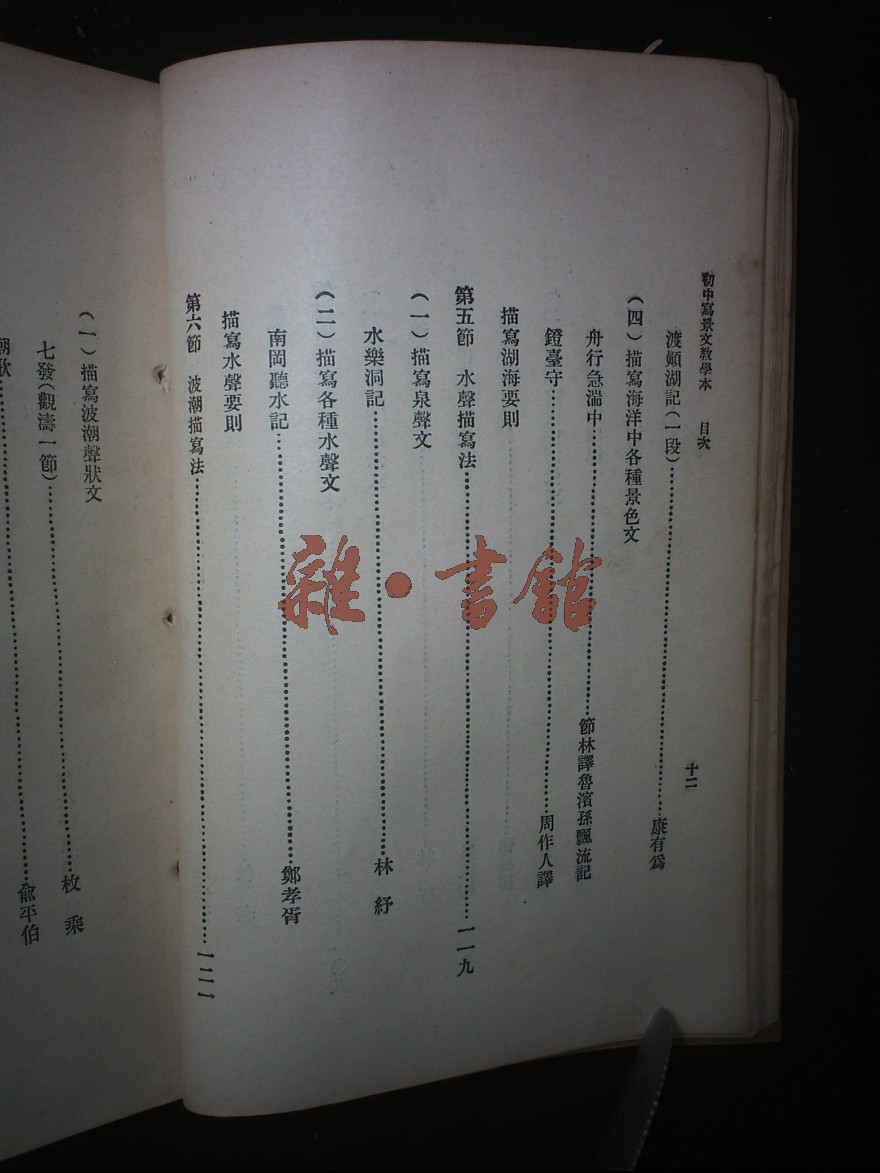 初中寫景文教學本 目次 十二
渡頔湖記(一段)……康有爲
(四)描寫海洋中各種景色文
舟行急湍中……節林譯魯濱孫飄流記
鐙臺守……周作人譯
描寫湖海要則
第五節 水聲描寫法……一一九
(一)描寫泉聲文
水樂洞記……林 紓
(二)描寫各種水聲文
南岡聽水記……鄭孝胥
描寫水聲要則
第六節 波潮描寫法……一二一
(一)描寫波潮聲狀文
七發(觀濤一節)……枚 乘
潮歌……俞平伯
雜·書館